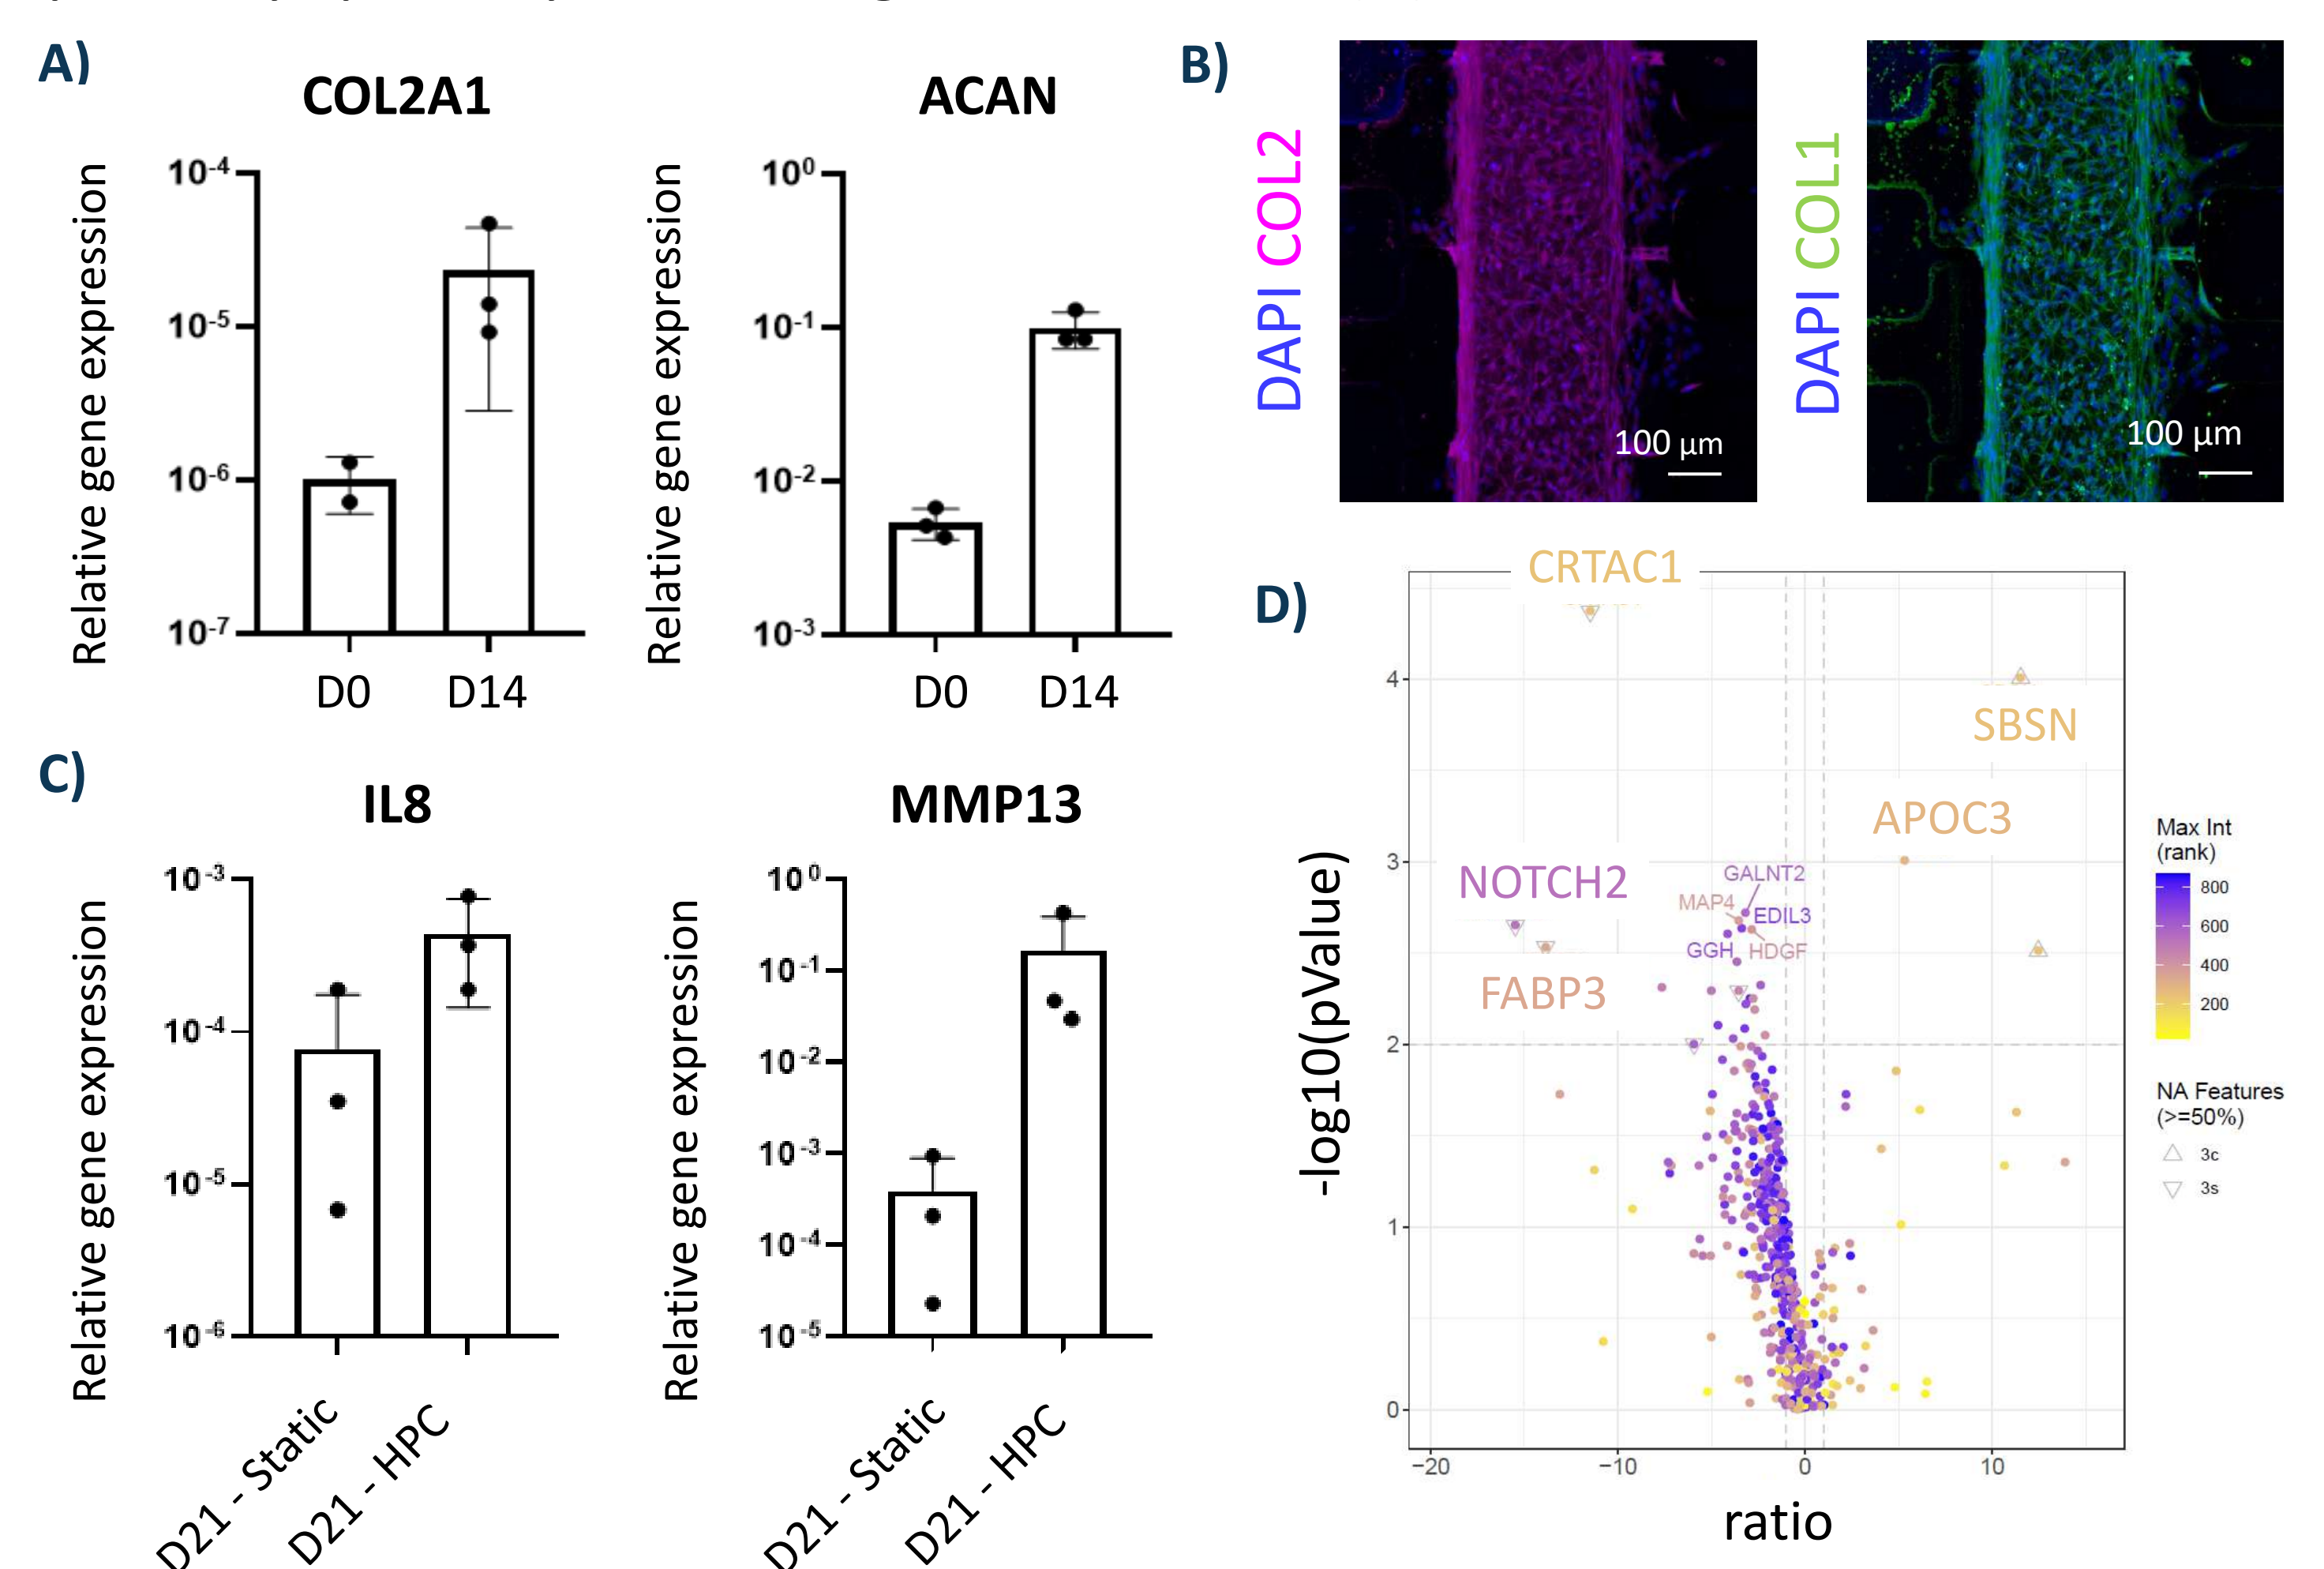 A)
COL2A1
Relative gene expression
10-4
10-5
10-6
10-7
D0
D14
ACAN
Relative gene expression
100
10-1
10-2
10-3
D0
D14
B)
DAPI COL2
100 µm
DAPI COL1
100 µm
C)
IL8
Relative gene expression
10-3
10-4
10-5
10-6
D21 - Static
D21 - HPC
MMP13
Relative gene expression
100
10-1
10-2
10-3
10-4
10-5
D21 - Static
D21 - HPC
D)
CRTAC1
SBSN
APOC3
NOTCH2
GALNT2
MAP4
EDIL3
GGH
HDGF
FABP3
-log10(pValue)
4
3
2
1
0
−20
−10
0
10
ratio
Max Int
(rank)
800
600
400
200
NA Features
(>=50%)
3c
3s